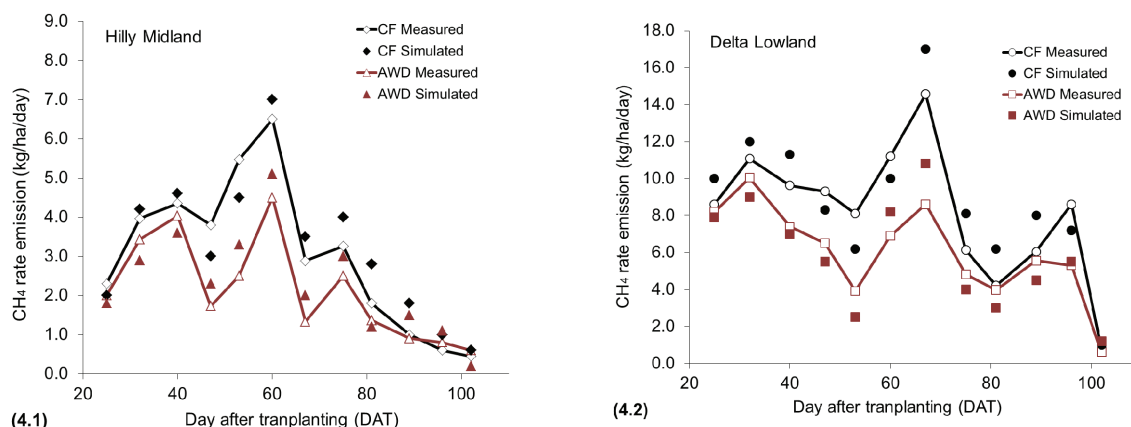 Hilly Midland
CF Measured
CF Simulated
AWD Measured
AWD Simulated
9.0
8.0
7.0
6.0
5.0
4.0
3.0
2.0
1.0
0.0
CH₄ rate emission (kg/ha/day)
20 40 60 80 100
Day after tranplanting (DAT)
(4.1)
Delta Lowland
CF Measured
CF Simulated
AWD Measured
AWD Simulated
18.0
16.0
14.0
12.0
10.0
8.0
6.0
4.0
2.0
0.0
CH₄ rate emission (kg/ha/day)
20 40 60 80 100
Day after tranplanting (DAT)
(4.2)